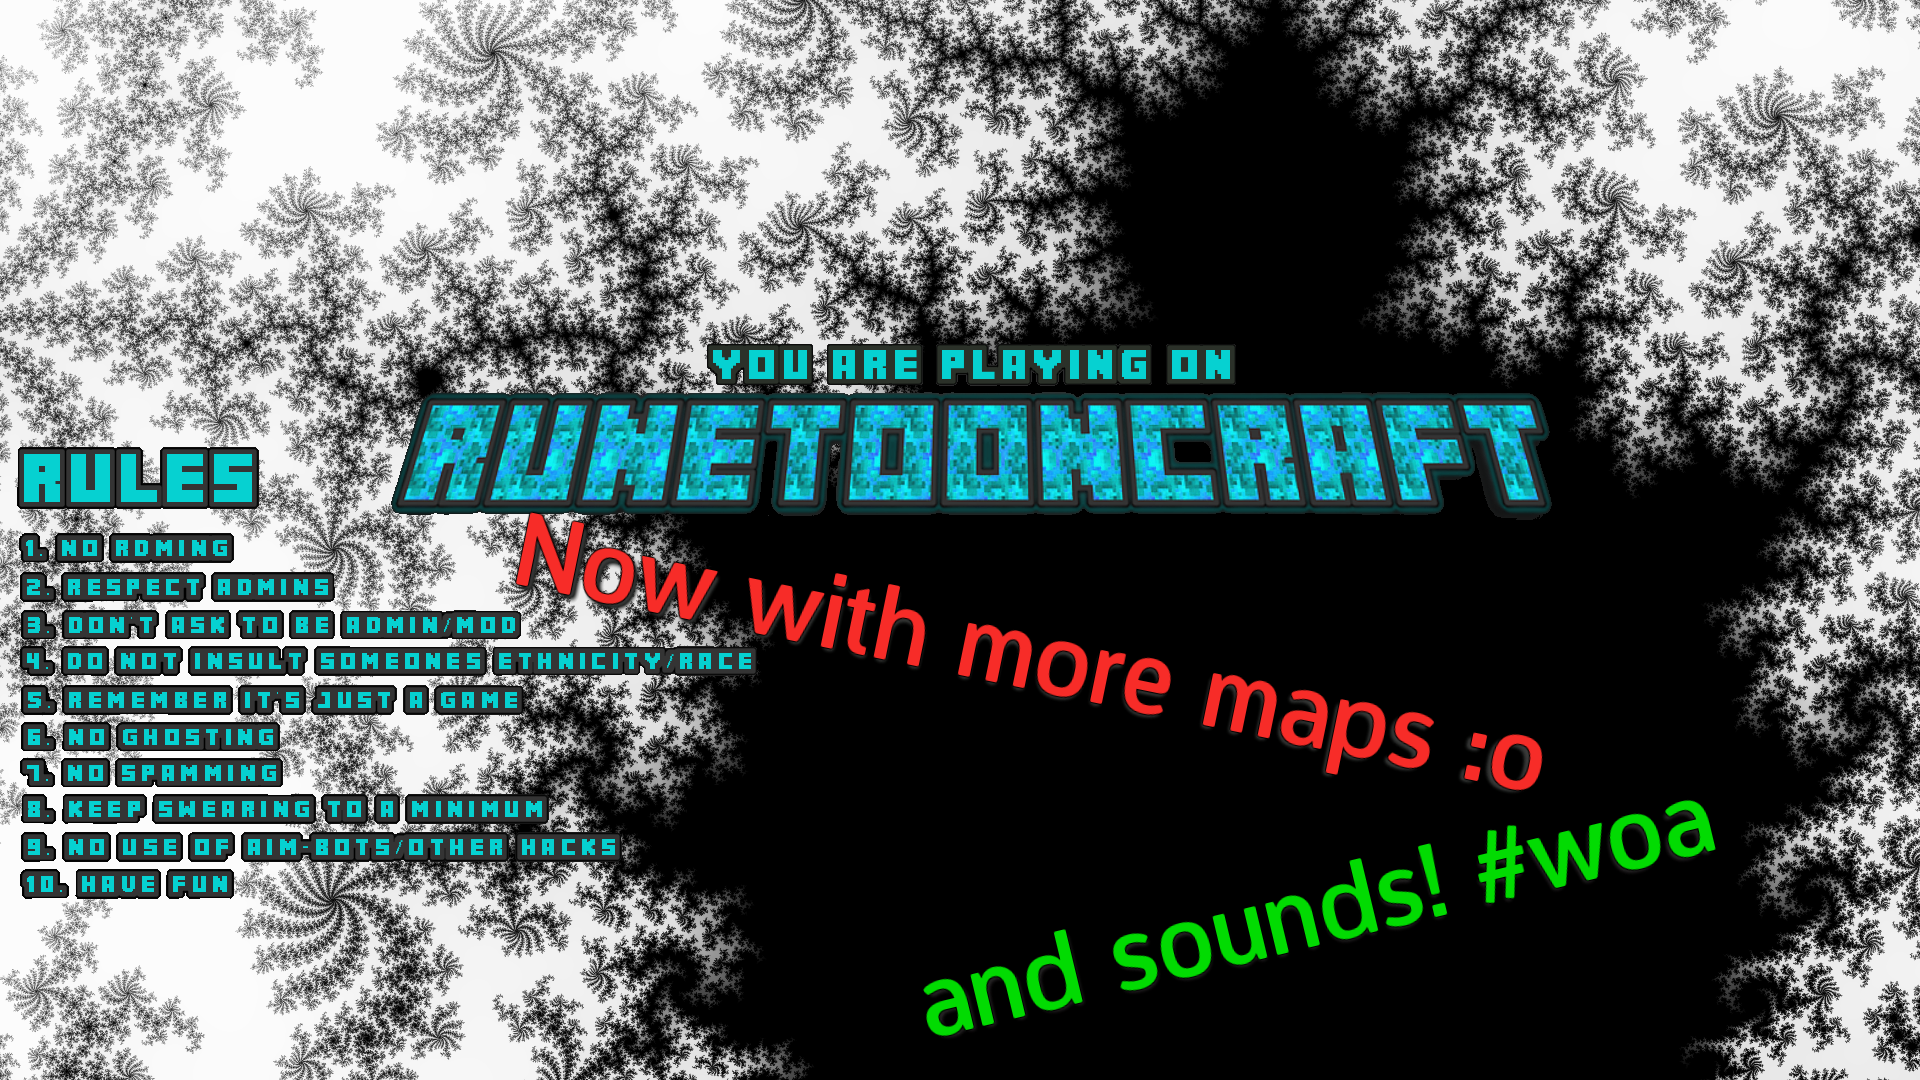 YOU ARE PLAYING ON
RUNETOONCRAFT
Now with more maps :o
and sounds! #woa
RULES
1. NO ADMING
2. RESPECT ADMINS
3. DON'T ASK TO BE ADMIN/MOD
4. DO NOT INSULT SOMEONES ETHNICITY/RACE
5. REMEMBER IT'S JUST A GAME
6. NO GHOSTING
7. NO SPAMMING
8. KEEP SWEARING TO A MINIMUM
9. NO USE OF AIM-BOTS/OTHER HACKS
10. HAVE FUN